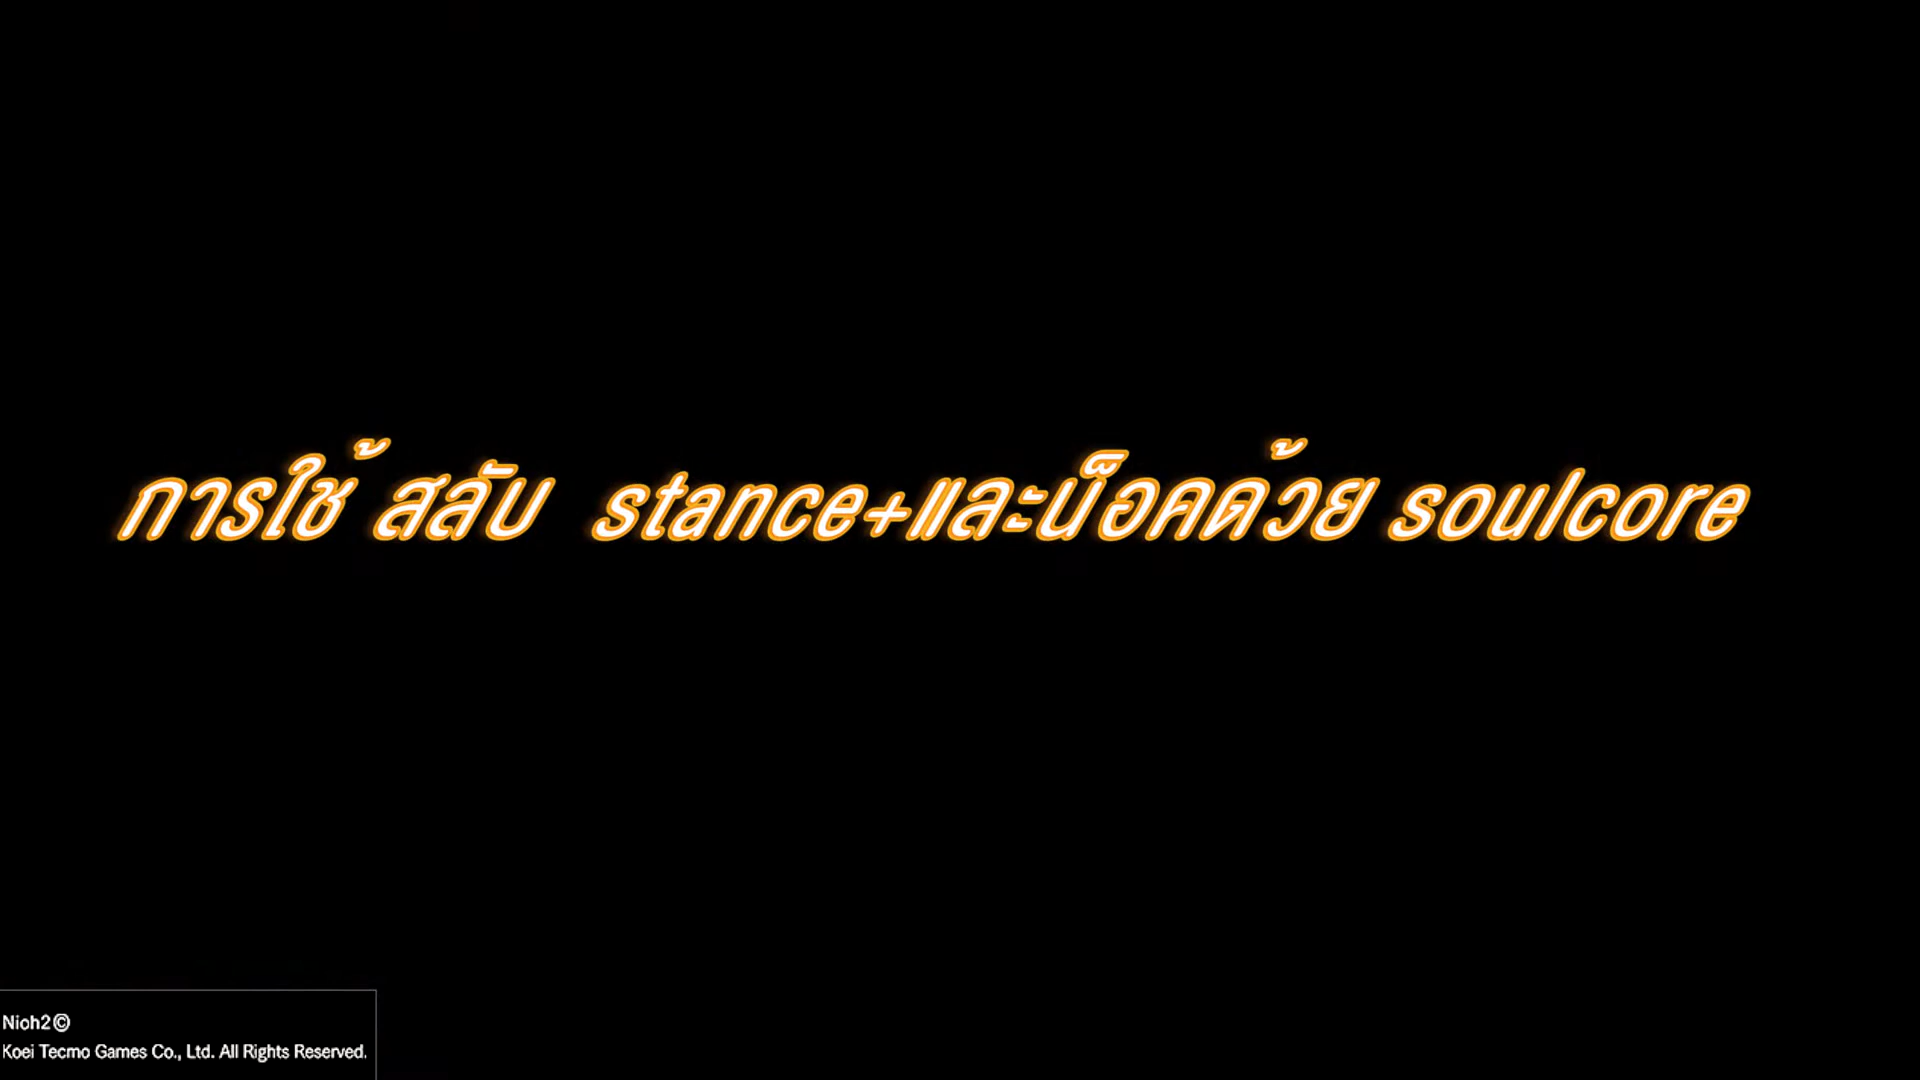 การใช้ สลับ  stance+และน็อคด้วย soulcore
Nioh2©
Koei Tecmo Games Co., Ltd. All Rights Reserved.